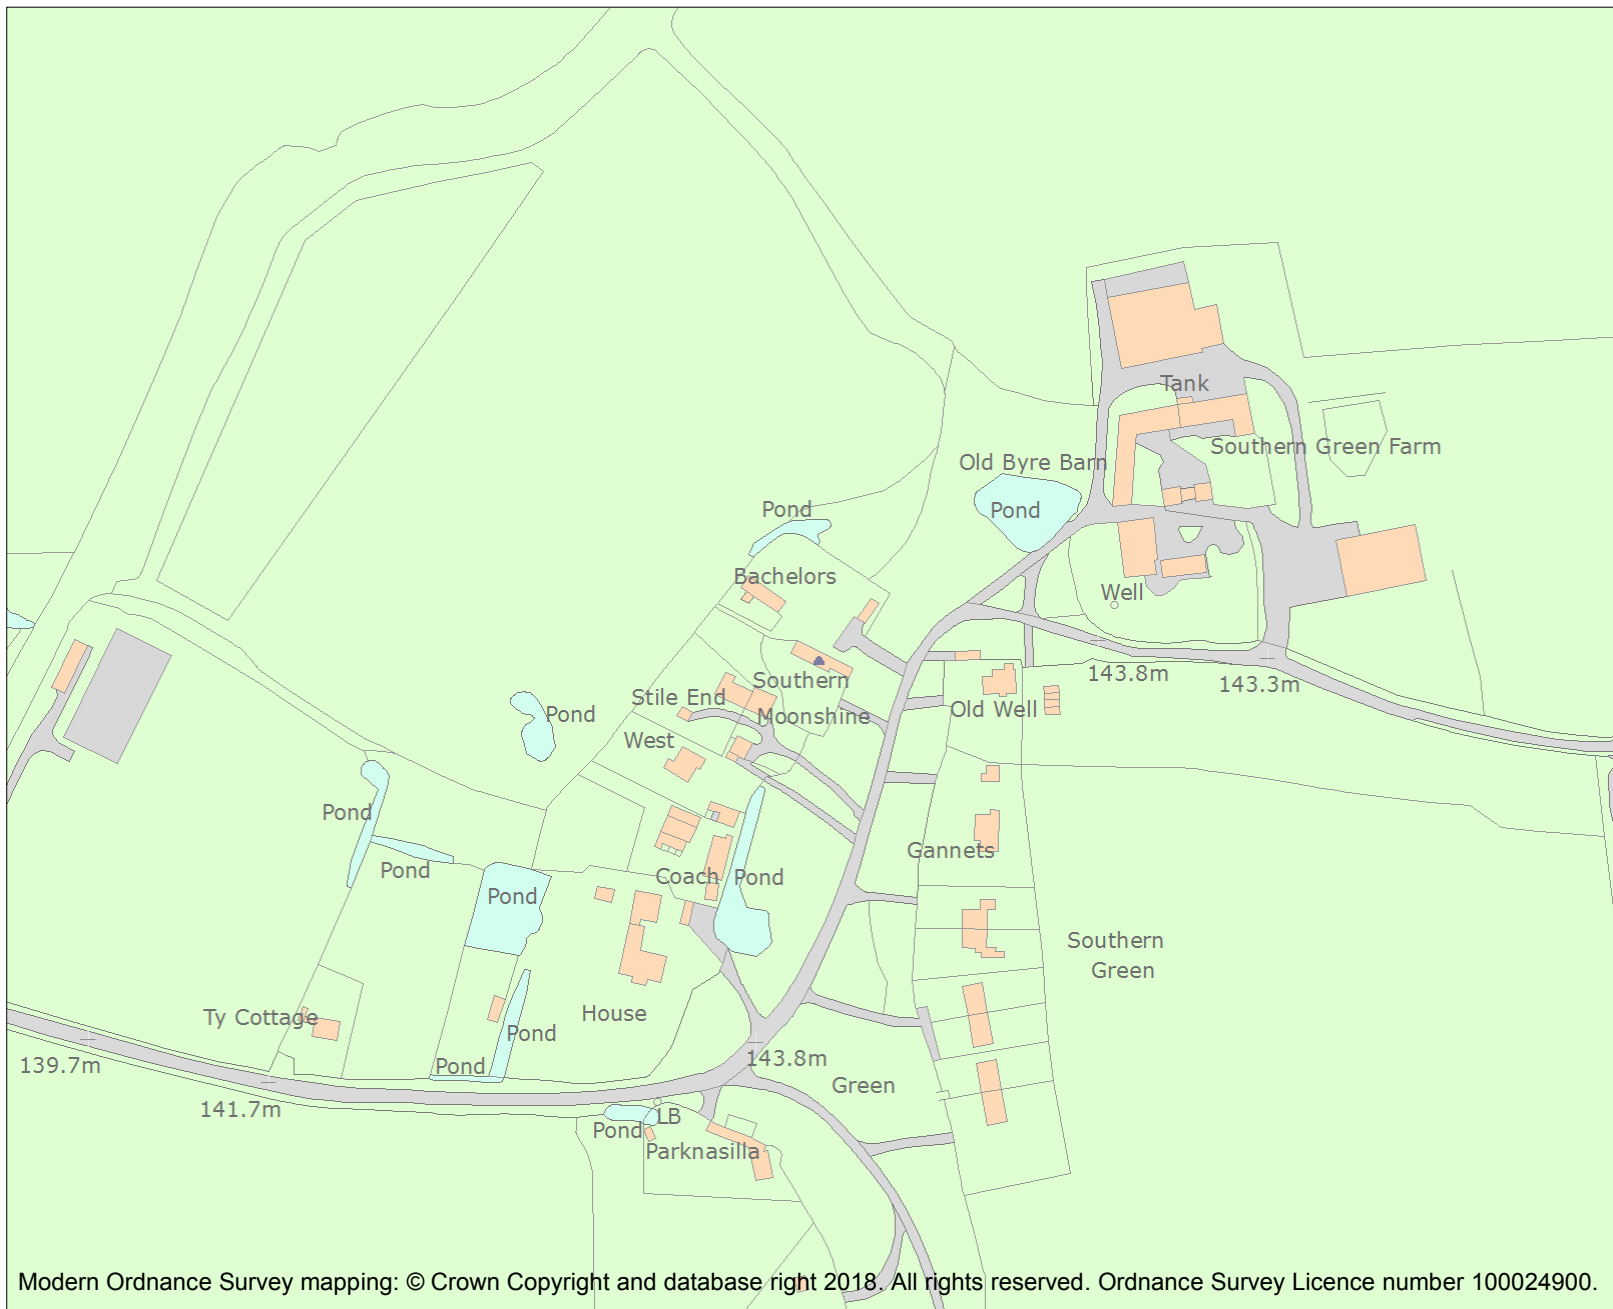 Tank
Southern Green Farm
Old Byre Barn
Pond
Pond
Bachelors
Well
143.8m
143.3m
Southern
Stile End
Moonshine
Old Well
Pond
West
Pond
Gannets
Pond
Coach
Pond
Pond
Southern
Green
House
Ty Cottage
Pond
139.7m
Pond
143.8m
Green
141.7m
LB
Pond
Parknasilla
Modern Ordnance Survey mapping: © Crown Copyright and database right 2018. All rights reserved. Ordnance Survey Licence number 100024900.